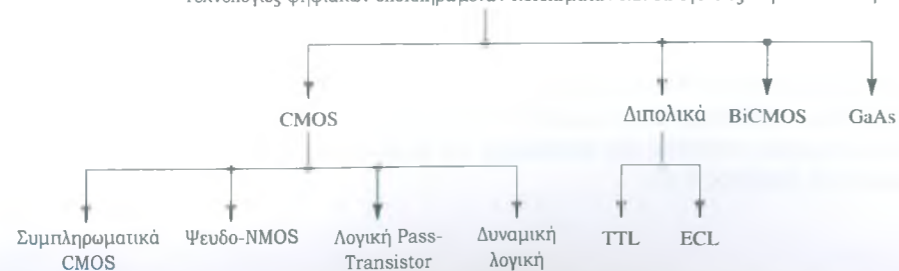 CMOS
Διπολικά
BiCMOS
GaAs
Συμπληρωματικά
CMOS
Ψευδο-NMOS
Λογική Pass-
Transistor
Δυναμική
λογική
TTL
ECL